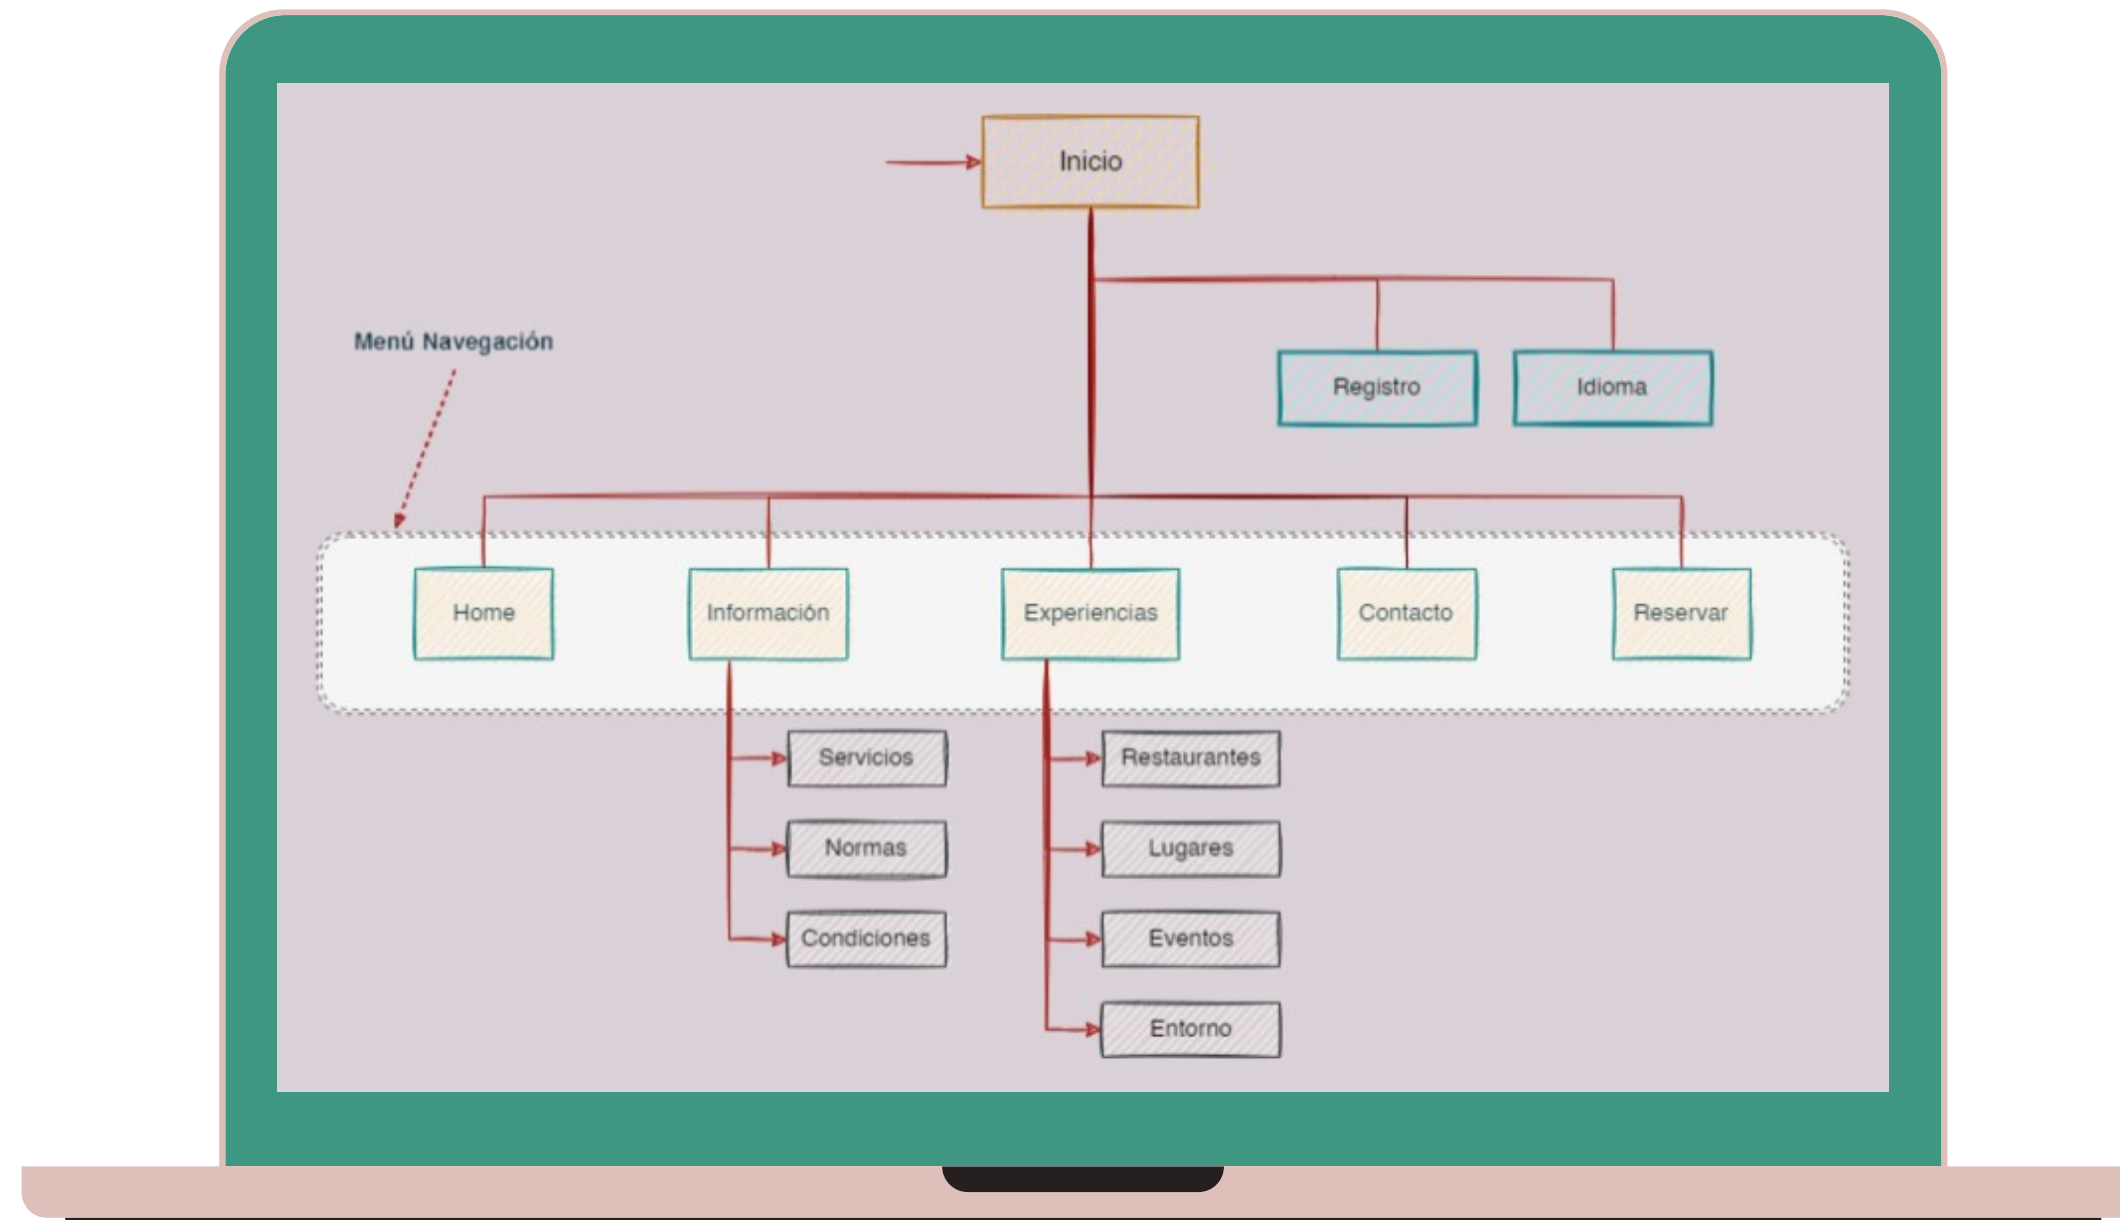 Inicio
Menú Navegación
Registro
Idioma
Home
Información
Experiencias
Contacto
Reservar
Servicios
Normas
Condiciones
Restaurantes
Lugares
Eventos
Entorno